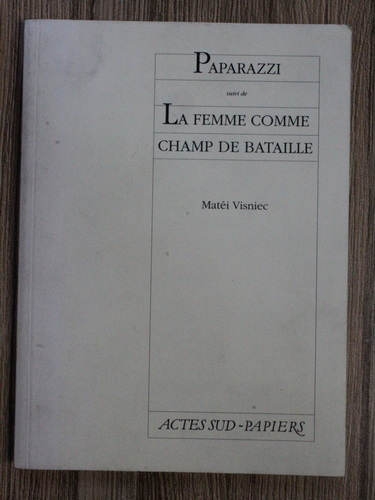 PAPARAZZI
suivi de
LA FEMME COMME
CHAMP DE BATAILLE
Matéi Visniec
ACTES SUD-PAPIERS